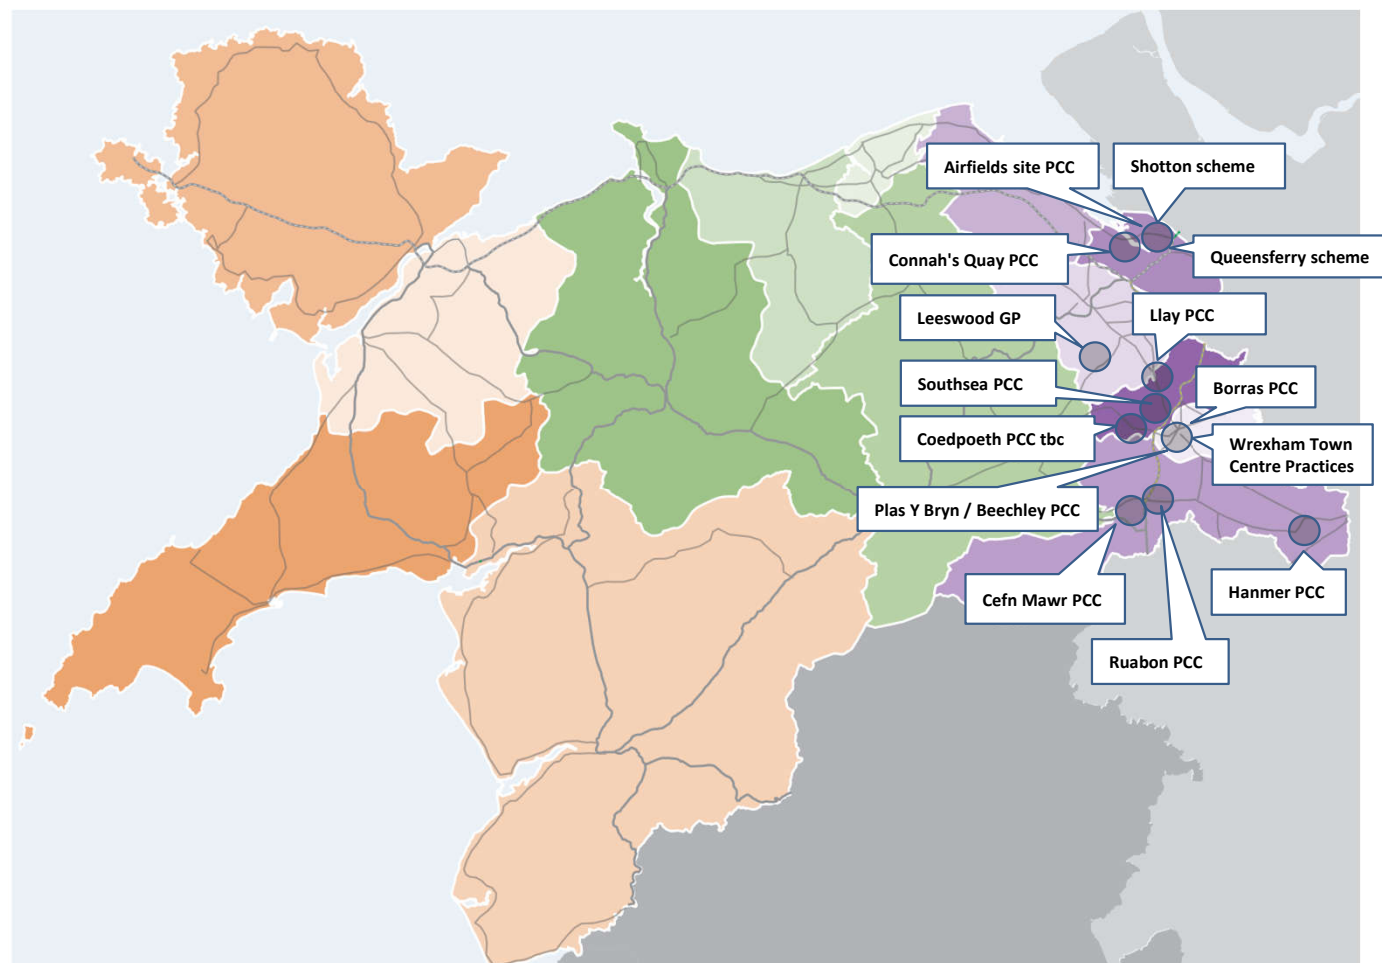 Airfields site PCC
Shotton scheme
Connah's Quay PCC
Queensferry scheme
Leeswood GP
Llay PCC
Southsea PCC
Borras PCC
Coedpoeth PCC tbc
Wrexham Town
Centre Practices
Plas Y Bryn / Beechley PCC
Cefn Mawr PCC
Hanmer PCC
Ruabon PCC